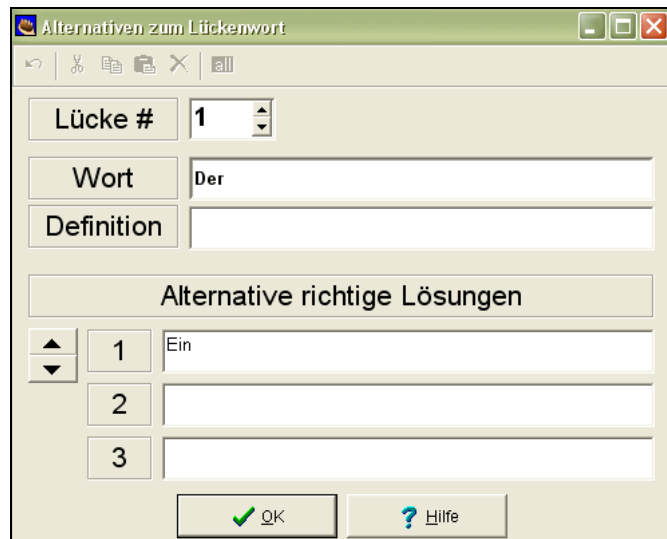 Alternativen zum Lückenwort
all
Lücke # 1
Wort Der
Definition
Alternative richtige Lösungen
1 Ein
2
3
OK Hilfe